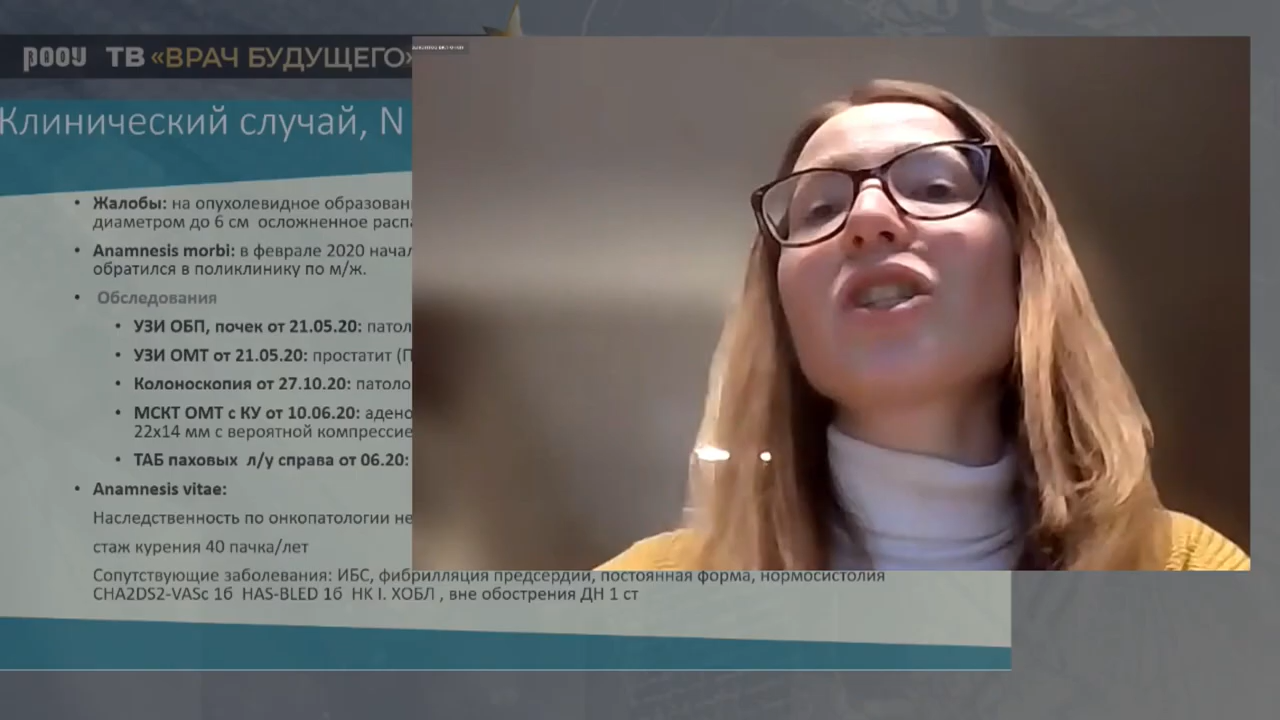 рооу ТВ «ВРАЧ БУДУЩЕГО»
Клинический случай, N
• Жалобы: на опухолевидное образован
диаметром до 6 см осложненное распа
• Anamnesis morbi: в феврале 2020 начал
обратился в поликлинику по м/ж.
• Обследования
• УЗИ ОБП, почек от 21.05.20: патол
• УЗИ ОМТ от 21.05.20: простатит (П
• Колоноскопия от 27.10.20: патоло
• МСКТ ОМТ с КУ от 10.06.20: адено
22х14 мм с вероятной компрессие
• ТАБ паховых л/у справа от 06.20:
• Anamnesis vitae:
Наследственность по онкопатологии не
стаж курения 40 пачка/лет
Сопутствующие заболевания: ИБС, фибрилляция предсердий, постоянная форма, нормосистолия
CHA2DS2-VASc 1б HAS-BLED 1б НК I. ХОБЛ , вне обострения ДН 1 ст